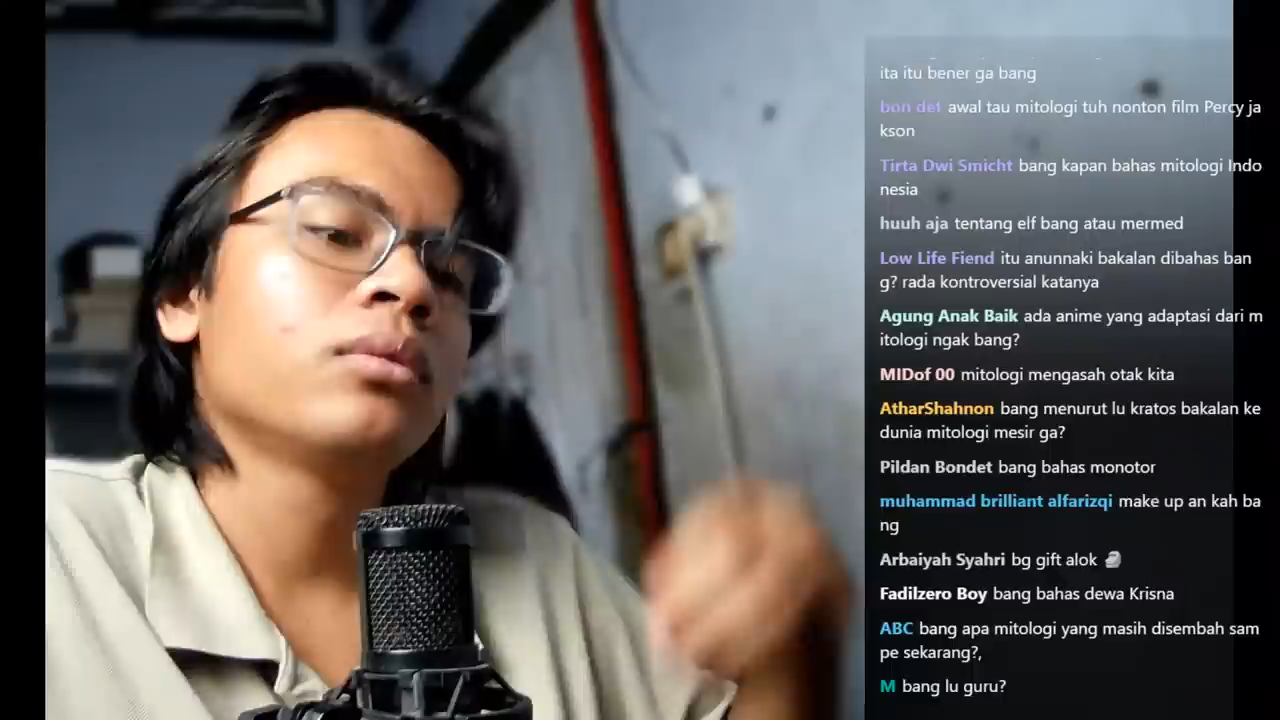 ita itu bener ga bang
bon det awal tau mitologi tuh nonton film Percy ja
kson
Tirta Dwi Smicht bang kapan bahas mitologi Indo
nesia
huuh aja tentang elf bang atau mermed
Low Life Fiend itu anunnaki bakalan dibahas ban
g? rada kontroversial katanya
Agung Anak Baik ada anime yang adaptasi dari m
itologi ngak bang?
MIDof 00 mitologi mengasah otak kita
AtharShahnon bang menurut lu kratos bakalan ke
dunia mitologi mesir ga?
Pildan Bondet bang bahas monotor
muhammad brilliant alfarizqi make up an kah ba
ng
Arbaiyah Syahri bg gift alok 🗿
Fadilzero Boy bang bahas dewa Krisna
ABC bang apa mitologi yang masih disembah sam
pe sekarang?,
M bang lu guru?